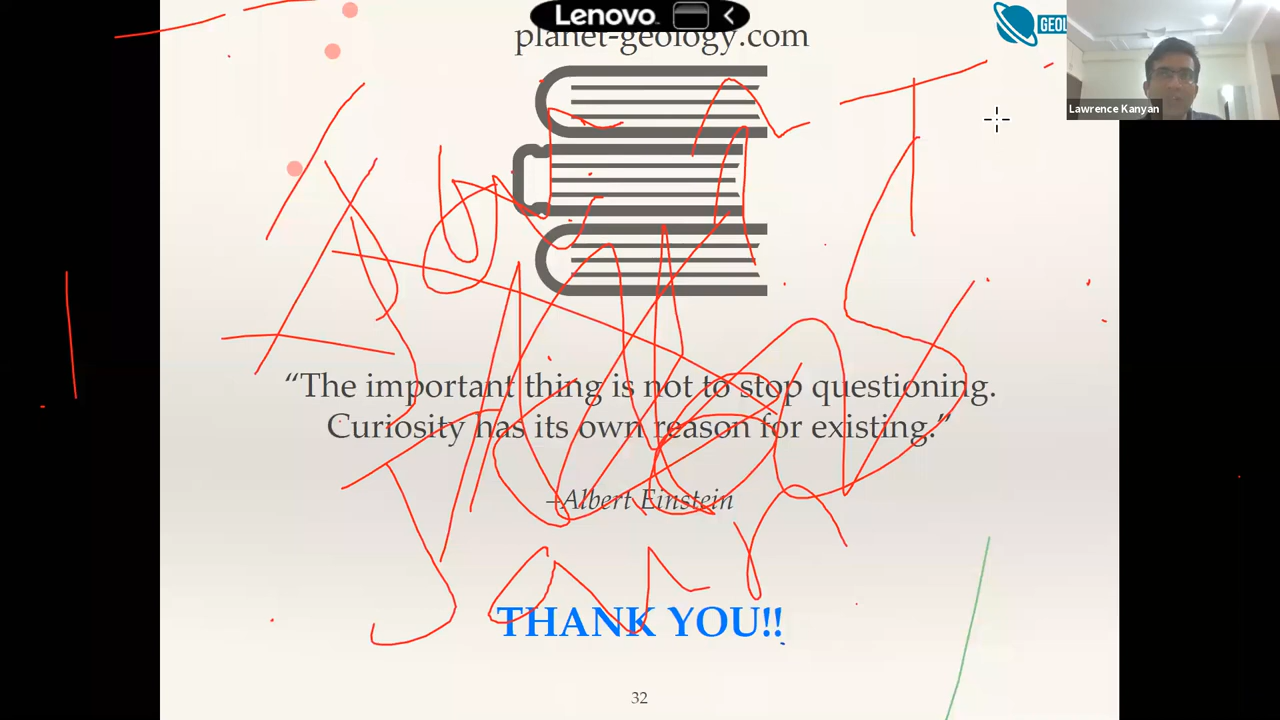 Lenovo
planet-geology.com
GEOL
Lawrence Kanyan
“The important thing is not to stop questioning.
Curiosity has its own reason for existing.”
–Albert Einstein
THANK YOU!!
32